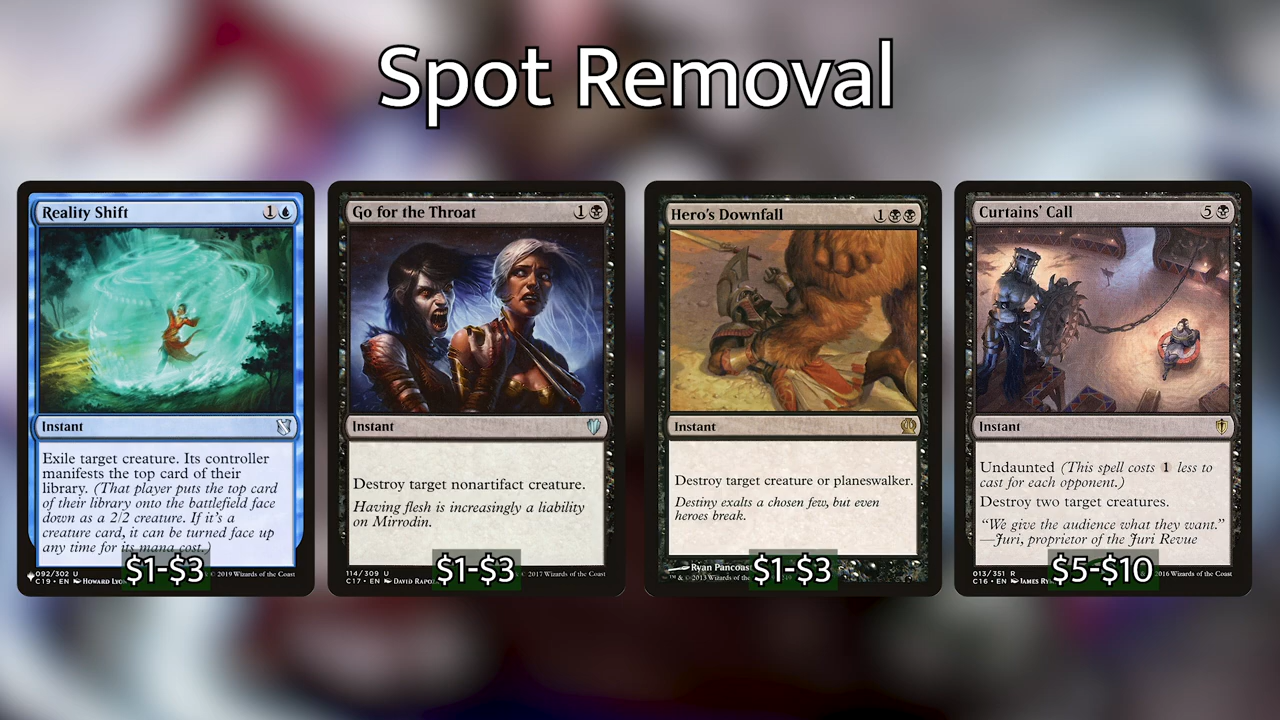 Spot Removal
Reality Shift 1
Instant
Exile target creature. Its controller
manifests the top card of their
library. (That player puts the top card
of their library onto the battlefield face
down as a 2/2 creature. If it's a
creature card, it can be turned face up
any time for its mana cost.)
092/302 U
C19 • EN Howard Lyo © 2019 Wizards of the Coast
$1-$3
Go for the Throat 1
Instant
Destroy target nonartifact creature.
Having flesh is increasingly a liability
on Mirrodin.
114/309 U
C17 • EN David Rapo 2017 Wizards of the Coast
$1-$3
Hero's Downfall 1
Instant
Destroy target creature or planeswalker.
Destiny exalts a chosen few, but even
heroes break.
Ryan Pancoas
™ & © 2013 Wizards of the
$1-$3
Curtains' Call 5
Instant
Undaunted (This spell costs 1 less to
cast for each opponent.)
Destroy two target creatures.
"We give the audience what they want."
—Juri, proprietor of the Juri Revue
013/351 R
C16 • EN James Ry 2016 Wizards of the Coast
$5-$10